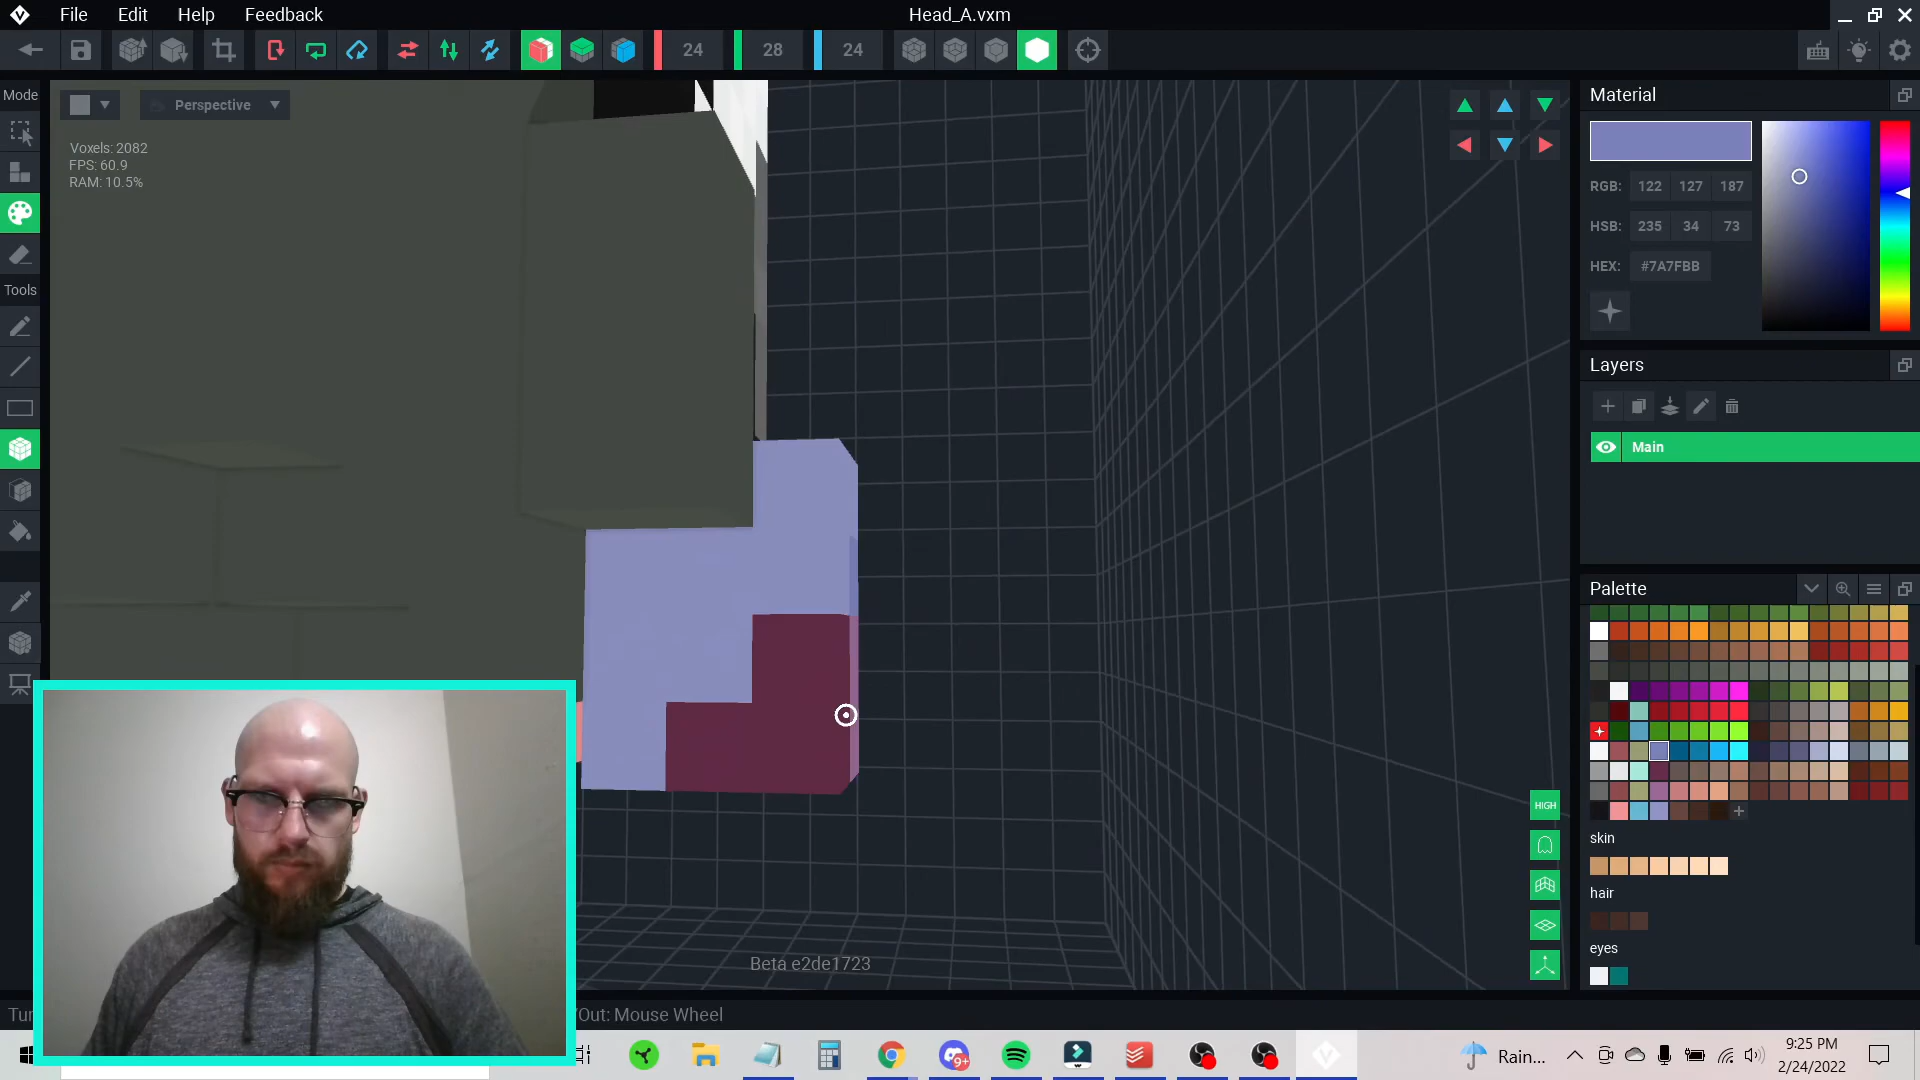 File Edit Help Feedback Head_A.vxm
24 28 24
Mode
Perspective
Voxels: 2082
FPS: 60.9
RAM: 10.5%
Tools
Material
RGB: 122 127 187
HSB: 235 34 73
HEX: #7A7FBB
Layers
Main
Palette
skin
hair
eyes
HIGH
Beta e2de1723
Tur
/Out: Mouse Wheel
9+
Rain...
9:25 PM
2/24/2022